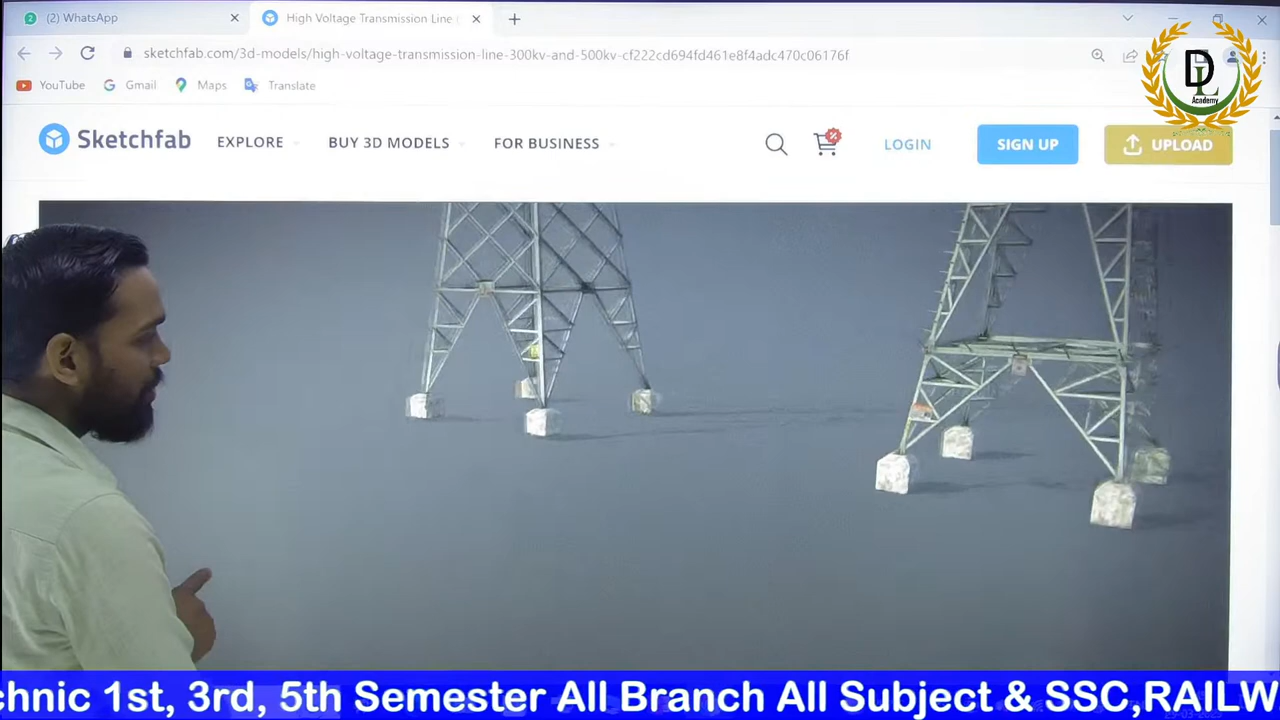 (2) WhatsApp
High Voltage Transmission Line
sketchfab.com/3d-models/high-voltage-transmission-line-300kv-and-500kv-cf222cd694fd461e8f4adc470c06176f
YouTube
Gmail
Maps
Translate
DL
Academy
Sketchfab
EXPLORE
BUY 3D MODELS
FOR BUSINESS
LOGIN
SIGN UP
UPLOAD
chnic 1st, 3rd, 5th Semester All Branch All Subject & SSC,RAILW